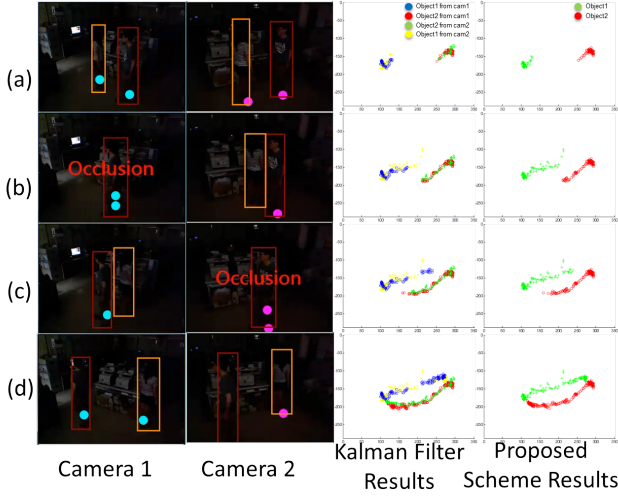 Object1 from cam1
Object2 from cam1
Object2 from cam2
Object1 from cam2
Object1
Object2
(a)
(b)
Occlusion
(c)
Occlusion
(d)
Camera 1
Camera 2
Kalman Filter
Results
Proposed
Scheme Results